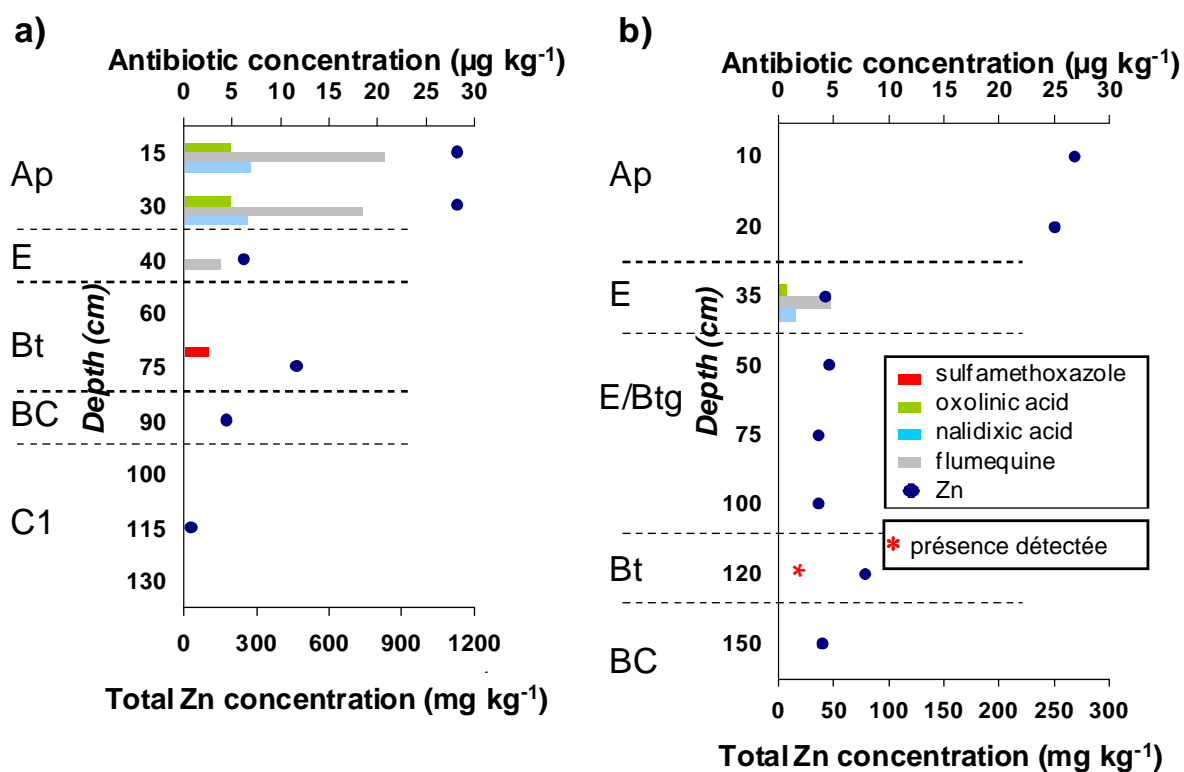 a)
Antibiotic concentration (µg kg-1)
0 5 10 15 20 25 30
Ap
15
30
E
40
Depth (cm)
60
Bt
75
BC
90
100
C1
115
130
0 300 600 900 1200
Total Zn concentration (mg kg-1)
b)
Antibiotic concentration (µg kg-1)
0 5 10 15 20 25 30
Ap
10
20
E
35
Depth (cm)
50
E/Btg
75
100
Bt
120
BC
150
sulfamethoxazole
oxolinic acid
nalidixic acid
flumequine
Zn
* présence détectée
0 50 100 150 200 250 300
Total Zn concentration (mg kg-1)